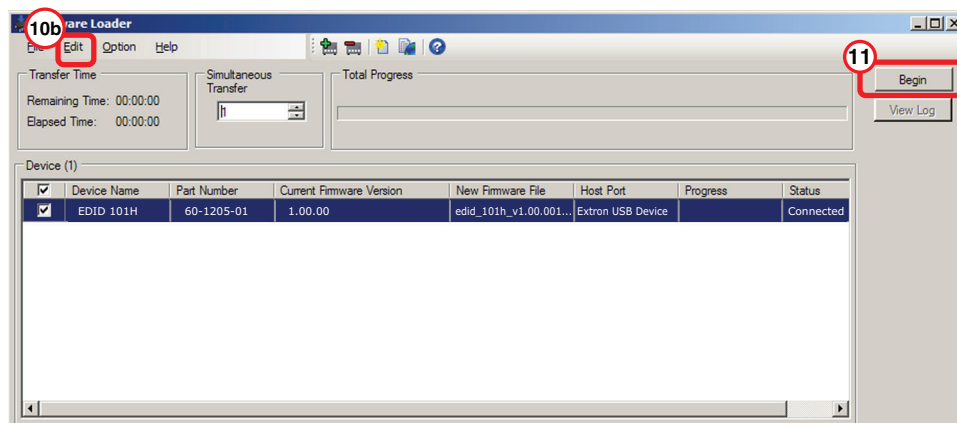 10b
ware Loader
File Edit Option Help
11
Transfer Time
Remaining Time: 00:00:00
Elapsed Time: 00:00:00
Simultaneous
Transfer
1
Total Progress
Begin
View Log
Device (1)
Device Name Part Number Current Firmware Version New Firmware File Host Port Progress Status
EDID 101H 60-1205-01 1.00.00 edid_101h_v1.00.001... Extron USB Device Connected